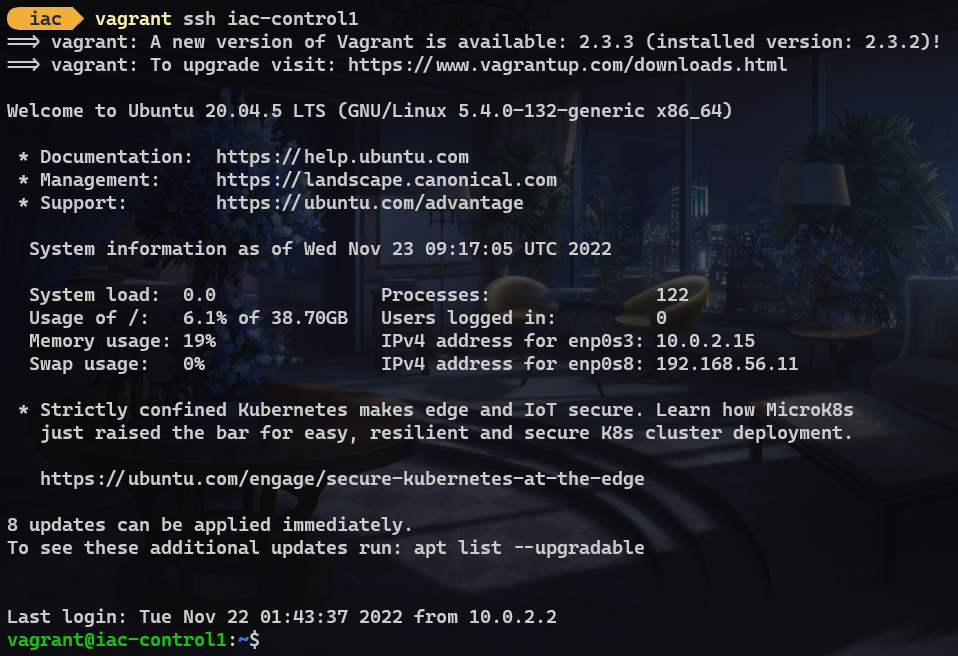 iac vagrant ssh iac-control1
==> vagrant: A new version of Vagrant is available: 2.3.3 (installed version: 2.3.2)!
==> vagrant: To upgrade visit: https://www.vagrantup.com/downloads.html
Welcome to Ubuntu 20.04.5 LTS (GNU/Linux 5.4.0-132-generic x86_64)
* Documentation:  https://help.ubuntu.com
* Management:     https://landscape.canonical.com
* Support:        https://ubuntu.com/advantage
System information as of Wed Nov 23 09:17:05 UTC 2022
System load:  0.0               Processes:               122
Usage of /:   6.1% of 38.70GB   Users logged in:         0
Memory usage: 19%               IPv4 address for enp0s3: 10.0.2.15
Swap usage:   0%                IPv4 address for enp0s8: 192.168.56.11
* Strictly confined Kubernetes makes edge and IoT secure. Learn how MicroK8s
just raised the bar for easy, resilient and secure K8s cluster deployment.
https://ubuntu.com/engage/secure-kubernetes-at-the-edge
8 updates can be applied immediately.
To see these additional updates run: apt list --upgradable
Last login: Tue Nov 22 01:43:37 2022 from 10.0.2.2
vagrant@iac-control1:~$